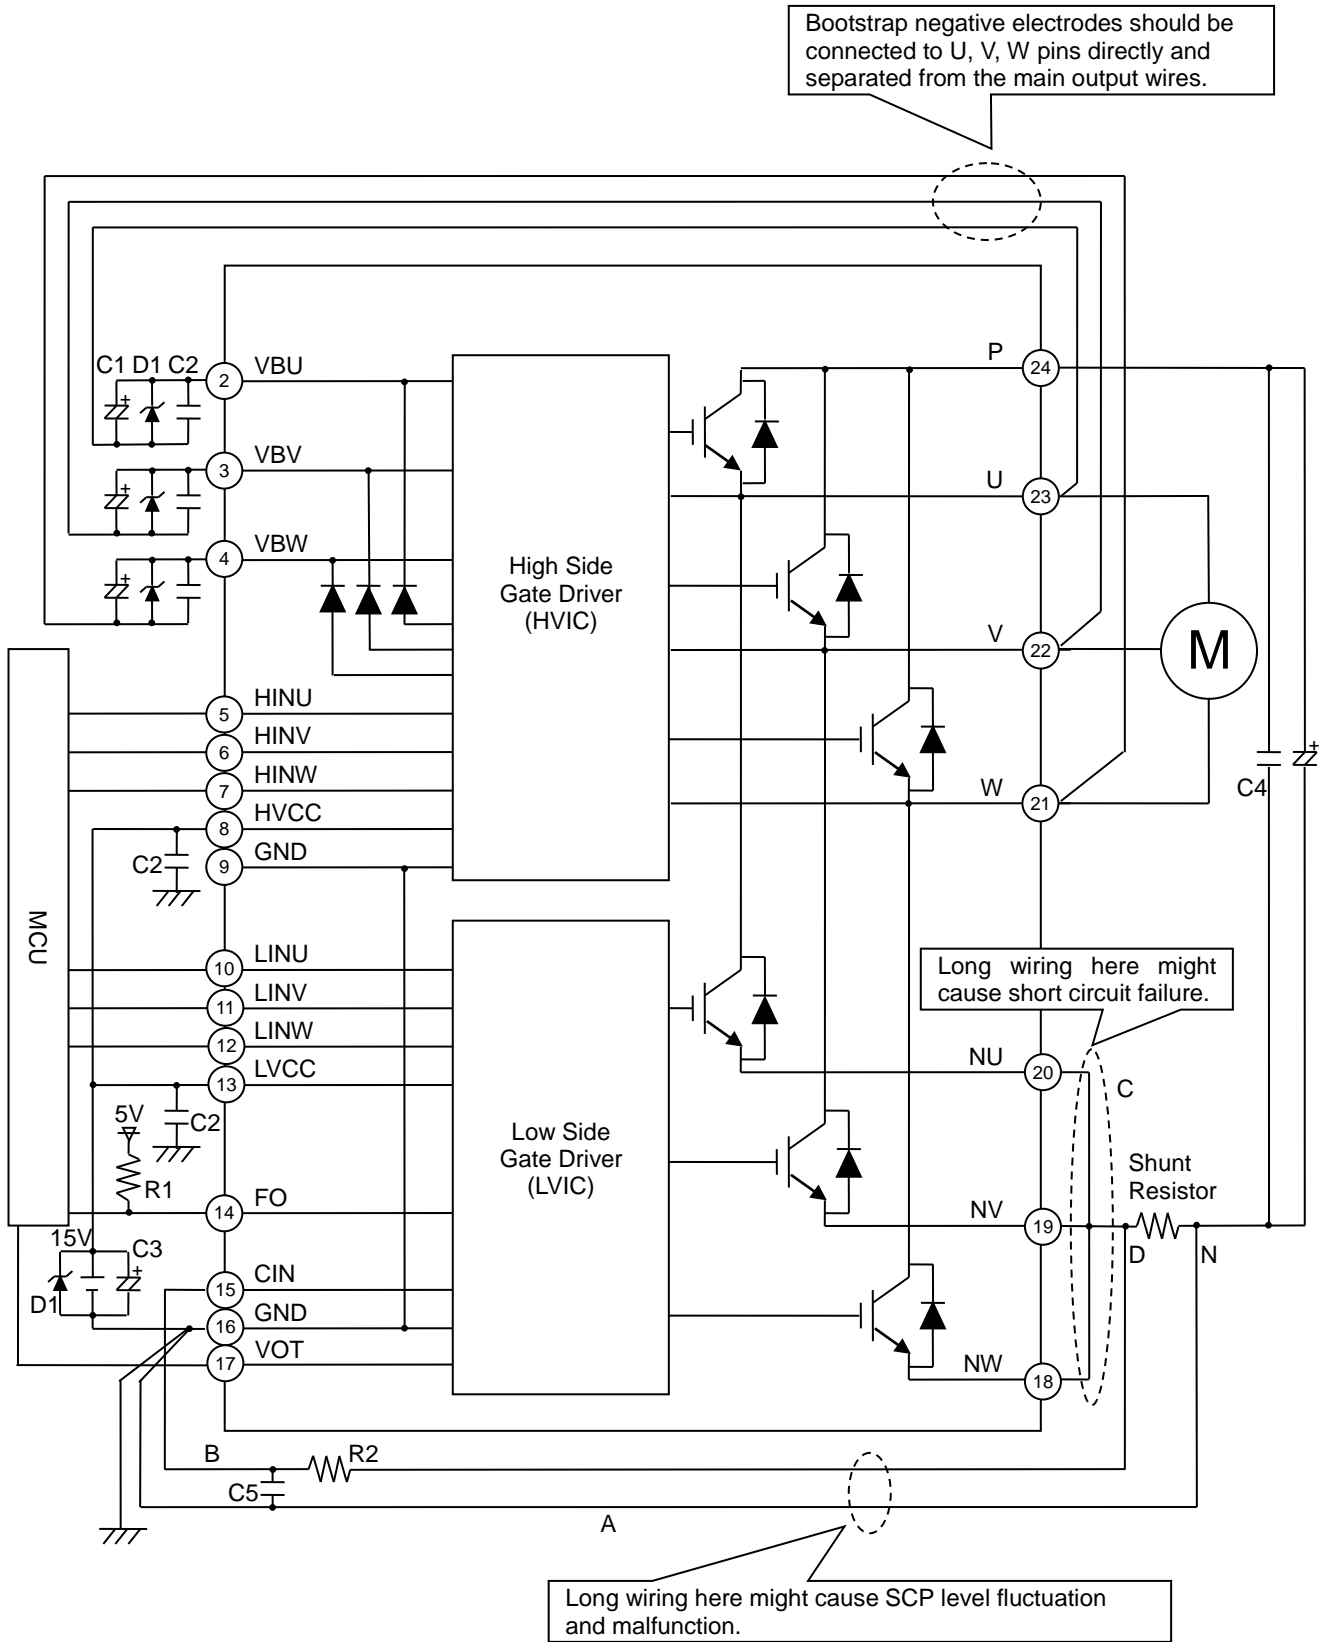 Bootstrap negative electrodes should be
connected to U, V, W pins directly and
separated from the main output wires.
C1 D1 C2
2 VBU
P 24
+
3 VBV
U 23
+
4 VBW
+
High Side
Gate Driver
(HVIC)
V 22
M
5 HINU
6 HINV
7 HINW
+
C4
W 21
8 HVCC
C2
9 GND
MCU
10 LINU
11 LINV
12 LINW
13 LVCC
C2
5V
R1
Long wiring here might
cause short circuit failure.
NU 20
C
Low Side
Gate Driver
(LVIC)
Shunt
Resistor
14 FO
NV 19
D
N
15V
C3
+
D1
15 CIN
16 GND
17 VOT
NW 18
B
R2
C5
A
Long wiring here might cause SCP level fluctuation
and malfunction.